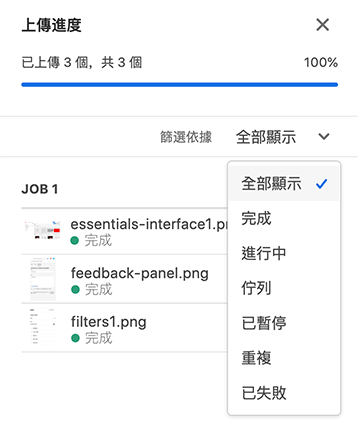 上傳進度
已上傳 3 個，共 3 個 100%
篩選依據 全部顯示
全部顯示
JOB 1
完成
essentials-interface1.p
完成
進行中
feedback-panel.png
完成
佇列
filters1.png
已暫停
完成
重複
已失敗